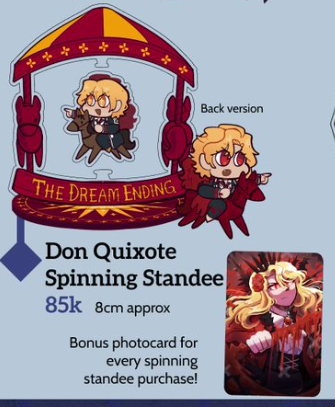 Back version
THE DREAM ENDING
Don Quixote
Spinning Standee
85k 8cm approx
Bonus photocard for
every spinning
standee purchase!